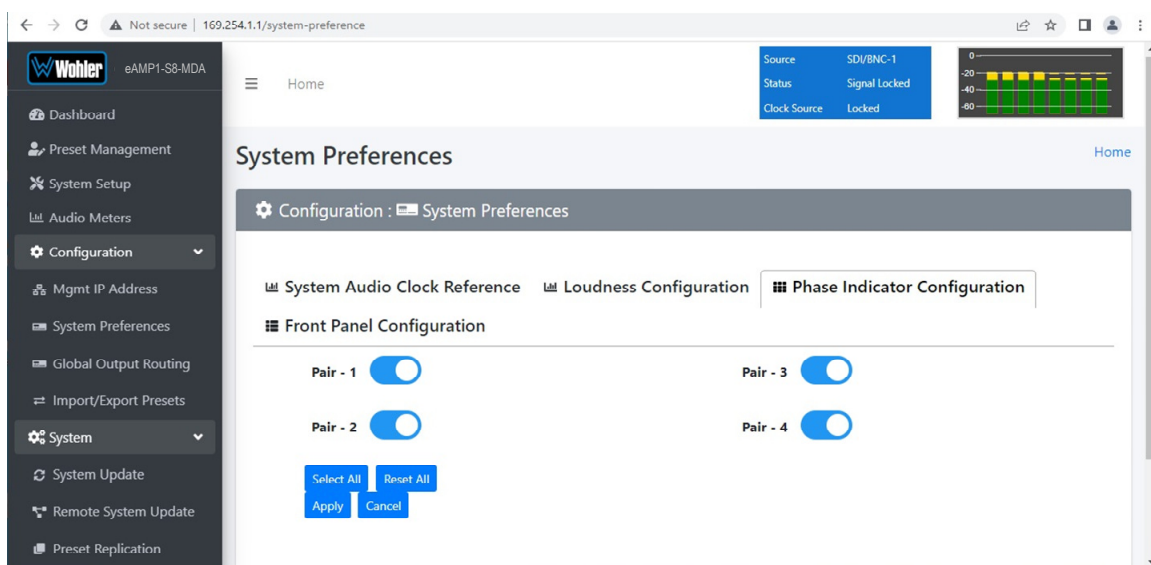 Not secure | 169.254.1.1/system-preference
Wohler eAMP1-S8-MDA
Dashboard
Preset Management
System Setup
Audio Meters
Configuration
Mgmt IP Address
System Preferences
Global Output Routing
Import/Export Presets
System
System Update
Remote System Update
Preset Replication
Home
Source SDI/BNC-1
Status Signal Locked
Clock Source Locked
0
-20
-40
-60
System Preferences
Home
Configuration : System Preferences
System Audio Clock Reference Loudness Configuration Phase Indicator Configuration
Front Panel Configuration
Pair - 1 Pair - 3
Pair - 2 Pair - 4
Select All Reset All
Apply Cancel